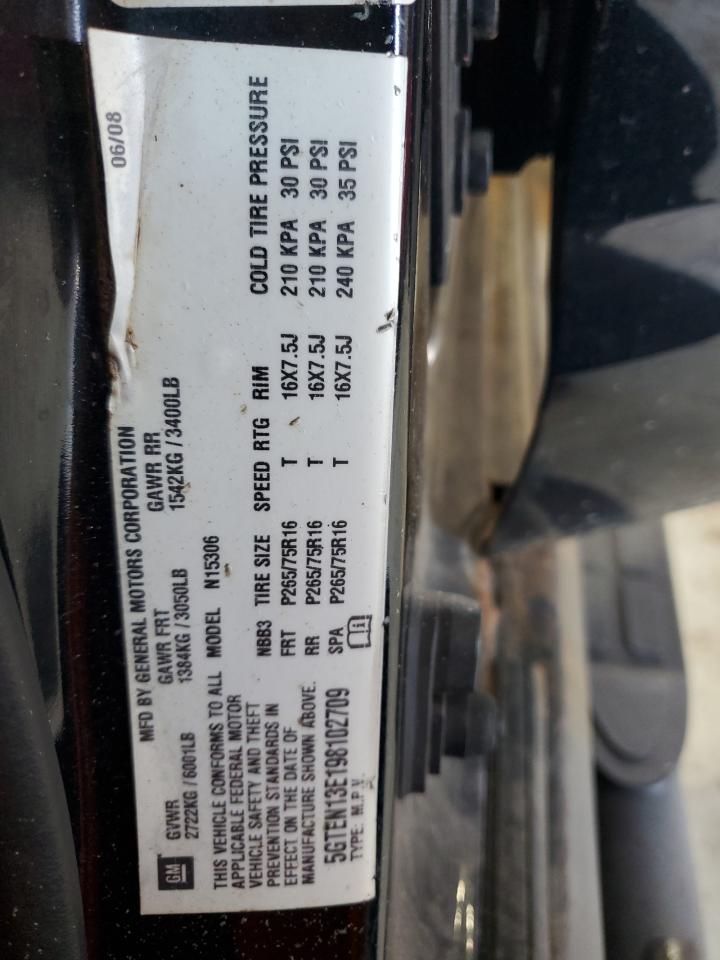 GM
MFD BY GENERAL MOTORS CORPORATION 06/08
GVWR GAWR FRT GAWR RR
2722KG / 6001LB 1384KG / 3050LB 1542KG / 3400LB
THIS VEHICLE CONFORMS TO ALL
APPLICABLE FEDERAL MOTOR
VEHICLE SAFETY AND THEFT
PREVENTION STANDARDS IN
EFFECT ON THE DATE OF
MANUFACTURE SHOWN ABOVE.
5GTEN13E198102709
TYPE: M.P.V.
MODEL N15306
NBB3 TIRE SIZE SPEED RTG RIM COLD TIRE PRESSURE
FRT P265/75R16 T 16X7.5J 210 KPA 30 PSI
RR P265/75R16 T 16X7.5J 210 KPA 30 PSI
SPA P265/75R16 T 16X7.5J 240 KPA 35 PSI